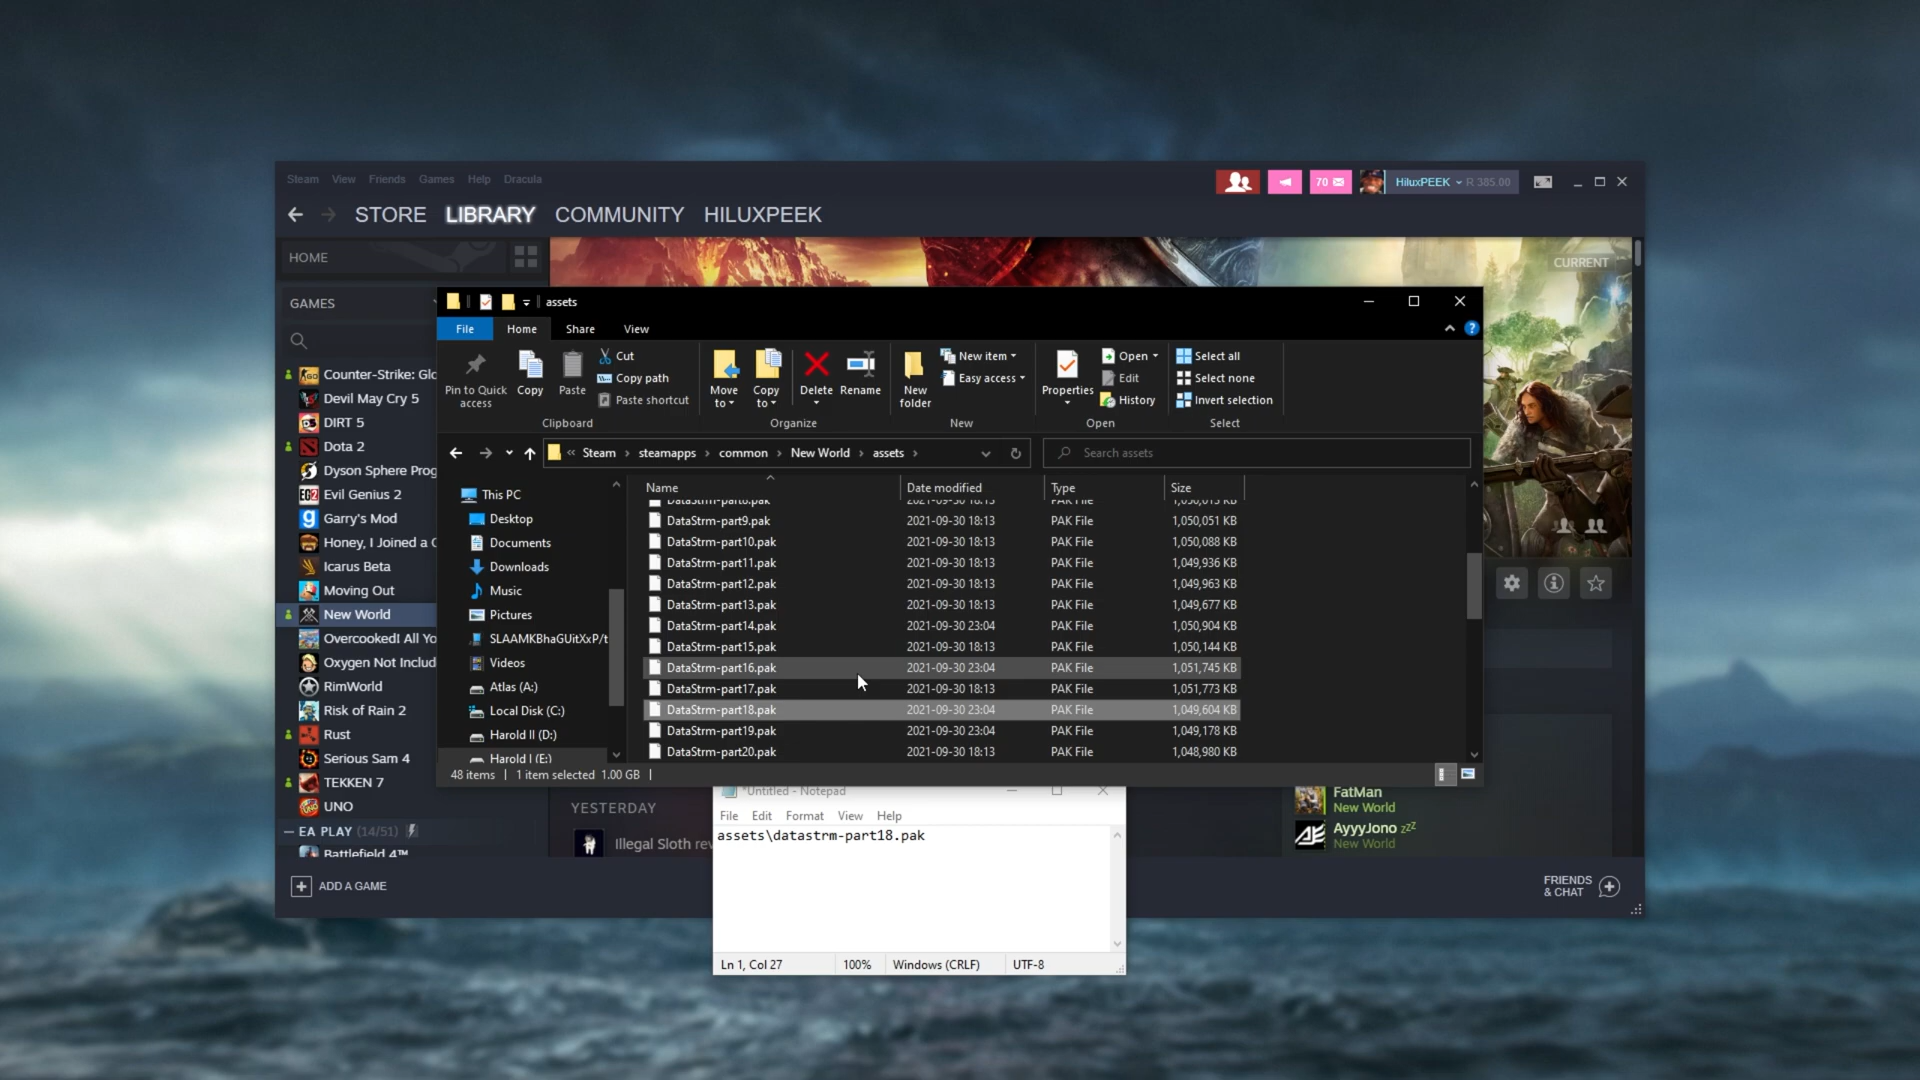 Steam View Friends Games Help Dracula
70
HiluxPEEK R 385.00
STORE LIBRARY COMMUNITY HILUXPEEK
HOME
CURRENT
GAMES
Counter-Strike: Glo
Devil May Cry 5
DIRT 5
Dota 2
Dyson Sphere Prog
Evil Genius 2
Garry's Mod
Honey, I Joined a C
Icarus Beta
Moving Out
New World
Overcooked! All Yo
Oxygen Not Includ
RimWorld
Risk of Rain 2
Rust
Serious Sam 4
TEKKEN 7
UNO
— EA PLAY (14/51)
Battlefield 4™
ADD A GAME
assets
File Home Share View
Pin to Quick access
Copy
Paste
Cut
Copy path
Paste shortcut
Clipboard
Move to
Copy to
Delete
Rename
Organize
New folder
New item
Easy access
New
Properties
Open
Edit
History
Open
Select all
Select none
Invert selection
Select
« Steam › steamapps › common › New World › assets ›
Search assets
This PC
Desktop
Documents
Downloads
Music
Pictures
SLAAMKBhaGUitXxP/t
Videos
Atlas (A:)
Local Disk (C:)
Harold II (D:)
Harold I (E:)
Name Date modified Type Size
DataStrm-part8.pak 2021-09-30 18:13 PAK File 1,050,013 KB
DataStrm-part9.pak 2021-09-30 18:13 PAK File 1,050,051 KB
DataStrm-part10.pak 2021-09-30 18:13 PAK File 1,050,088 KB
DataStrm-part11.pak 2021-09-30 18:13 PAK File 1,049,936 KB
DataStrm-part12.pak 2021-09-30 18:13 PAK File 1,049,963 KB
DataStrm-part13.pak 2021-09-30 18:13 PAK File 1,049,677 KB
DataStrm-part14.pak 2021-09-30 23:04 PAK File 1,050,904 KB
DataStrm-part15.pak 2021-09-30 18:13 PAK File 1,050,144 KB
DataStrm-part16.pak 2021-09-30 23:04 PAK File 1,051,745 KB
DataStrm-part17.pak 2021-09-30 18:13 PAK File 1,051,773 KB
DataStrm-part18.pak 2021-09-30 23:04 PAK File 1,049,604 KB
DataStrm-part19.pak 2021-09-30 23:04 PAK File 1,049,178 KB
DataStrm-part20.pak 2021-09-30 18:13 PAK File 1,048,980 KB
48 items 1 item selected 1.00 GB
YESTERDAY
Illegal Sloth rev
*Untitled - Notepad
File Edit Format View Help
assets\datastrm-part18.pak
Ln 1, Col 27 100% Windows (CRLF) UTF-8
FatMan
New World
AyyyJono zzZ
New World
FRIENDS
& CHAT